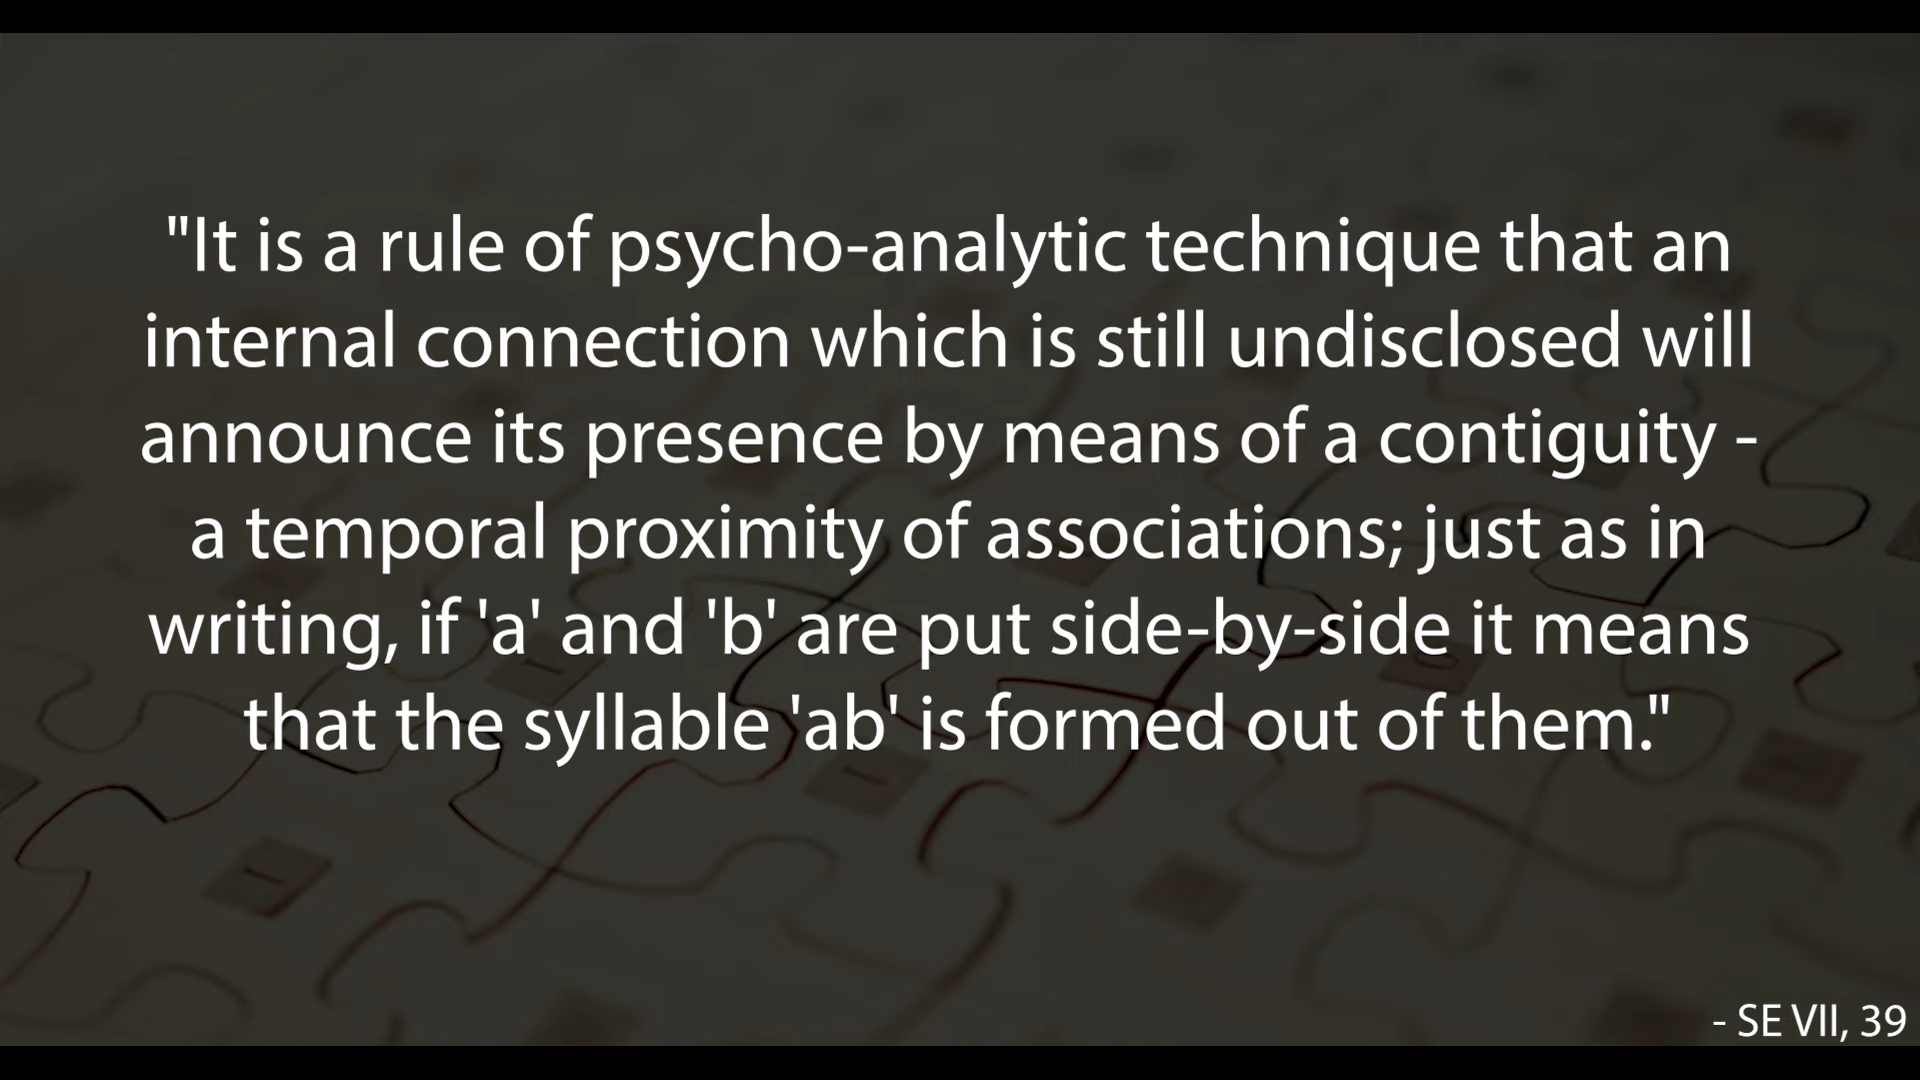 "It is a rule of psycho-analytic technique that an
internal connection which is still undisclosed will
announce its presence by means of a contiguity -
a temporal proximity of associations; just as in
writing, if 'a' and 'b' are put side-by-side it means
that the syllable 'ab' is formed out of them."
- SE VII, 39